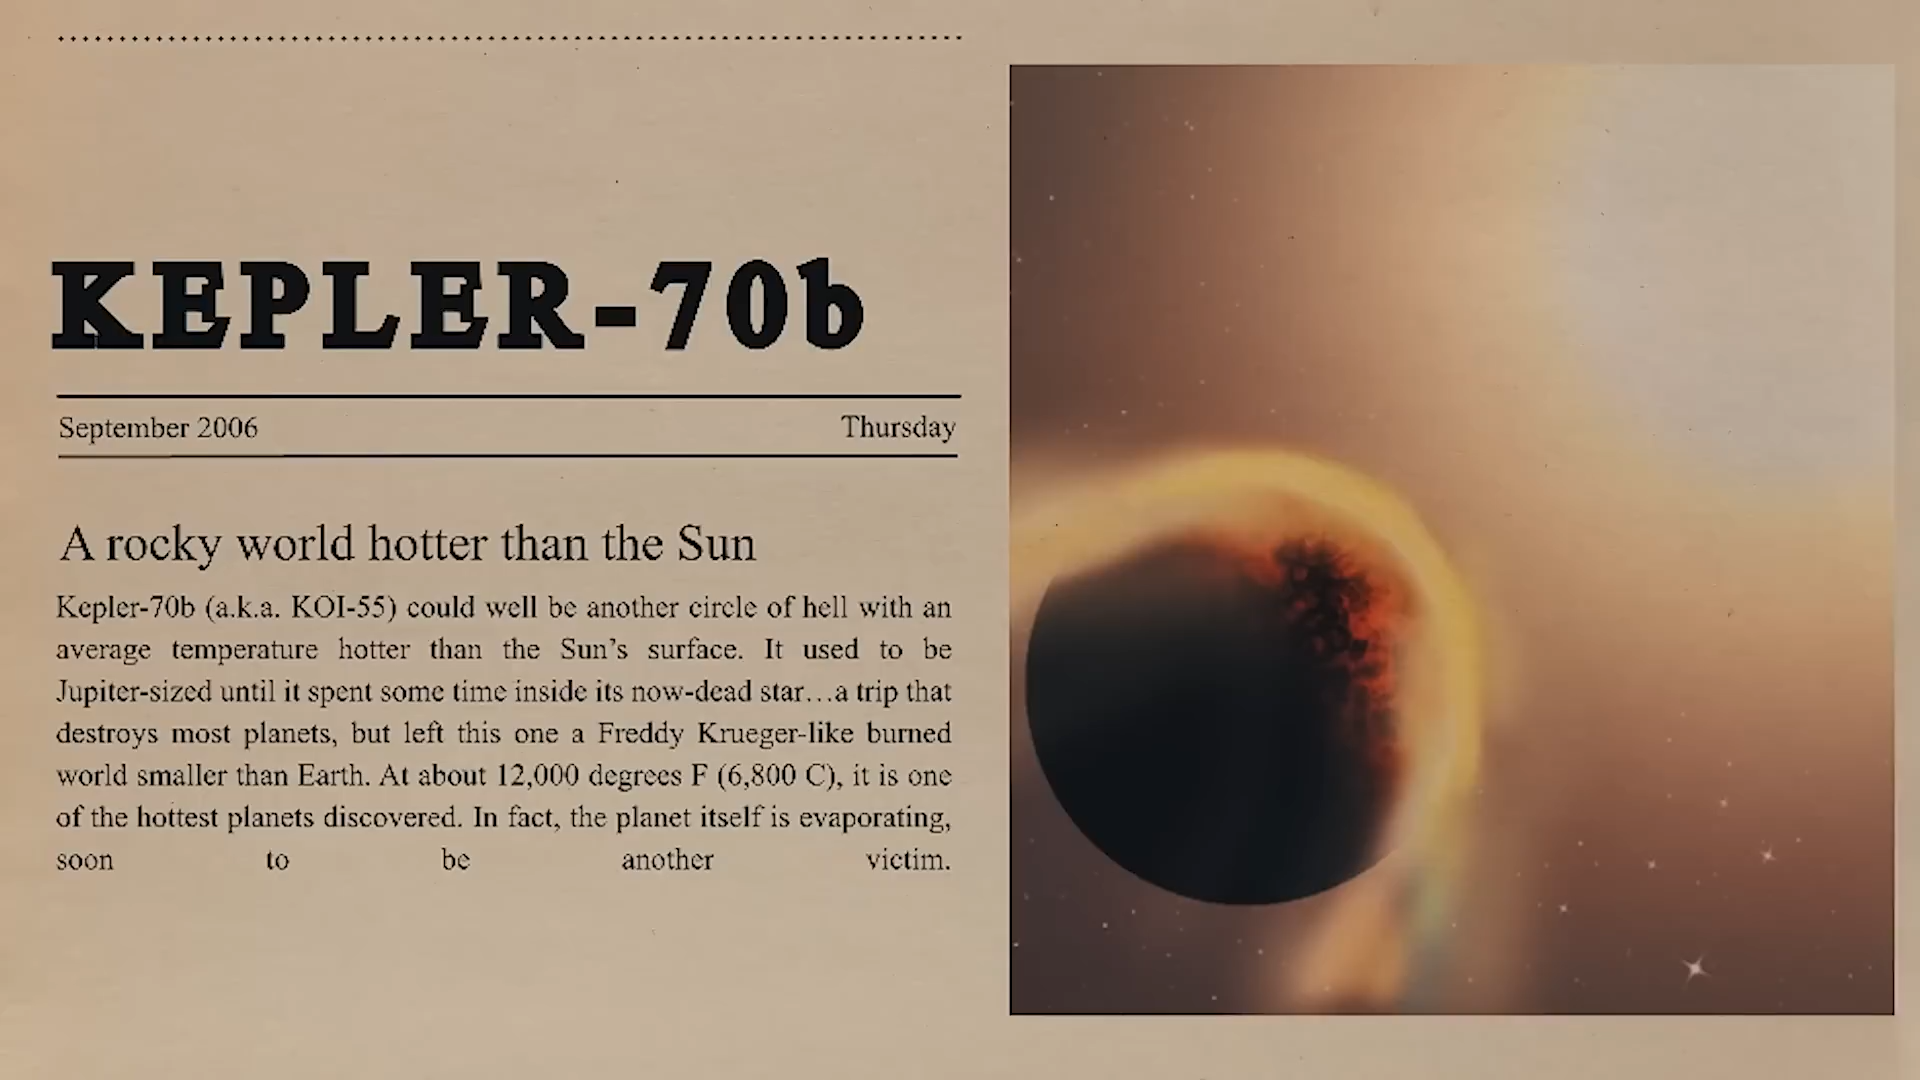 KEPLER-70b
September 2006
Thursday
A rocky world hotter than the Sun
Kepler-70b (a.k.a. KOI-55) could well be another circle of hell with an
average temperature hotter than the Sun's surface. It used to be
Jupiter-sized until it spent some time inside its now-dead star…a trip that
destroys most planets, but left this one a Freddy Krueger-like burned
world smaller than Earth. At about 12,000 degrees F (6,800 C), it is one
of the hottest planets discovered. In fact, the planet itself is evaporating,
soon to be another victim.